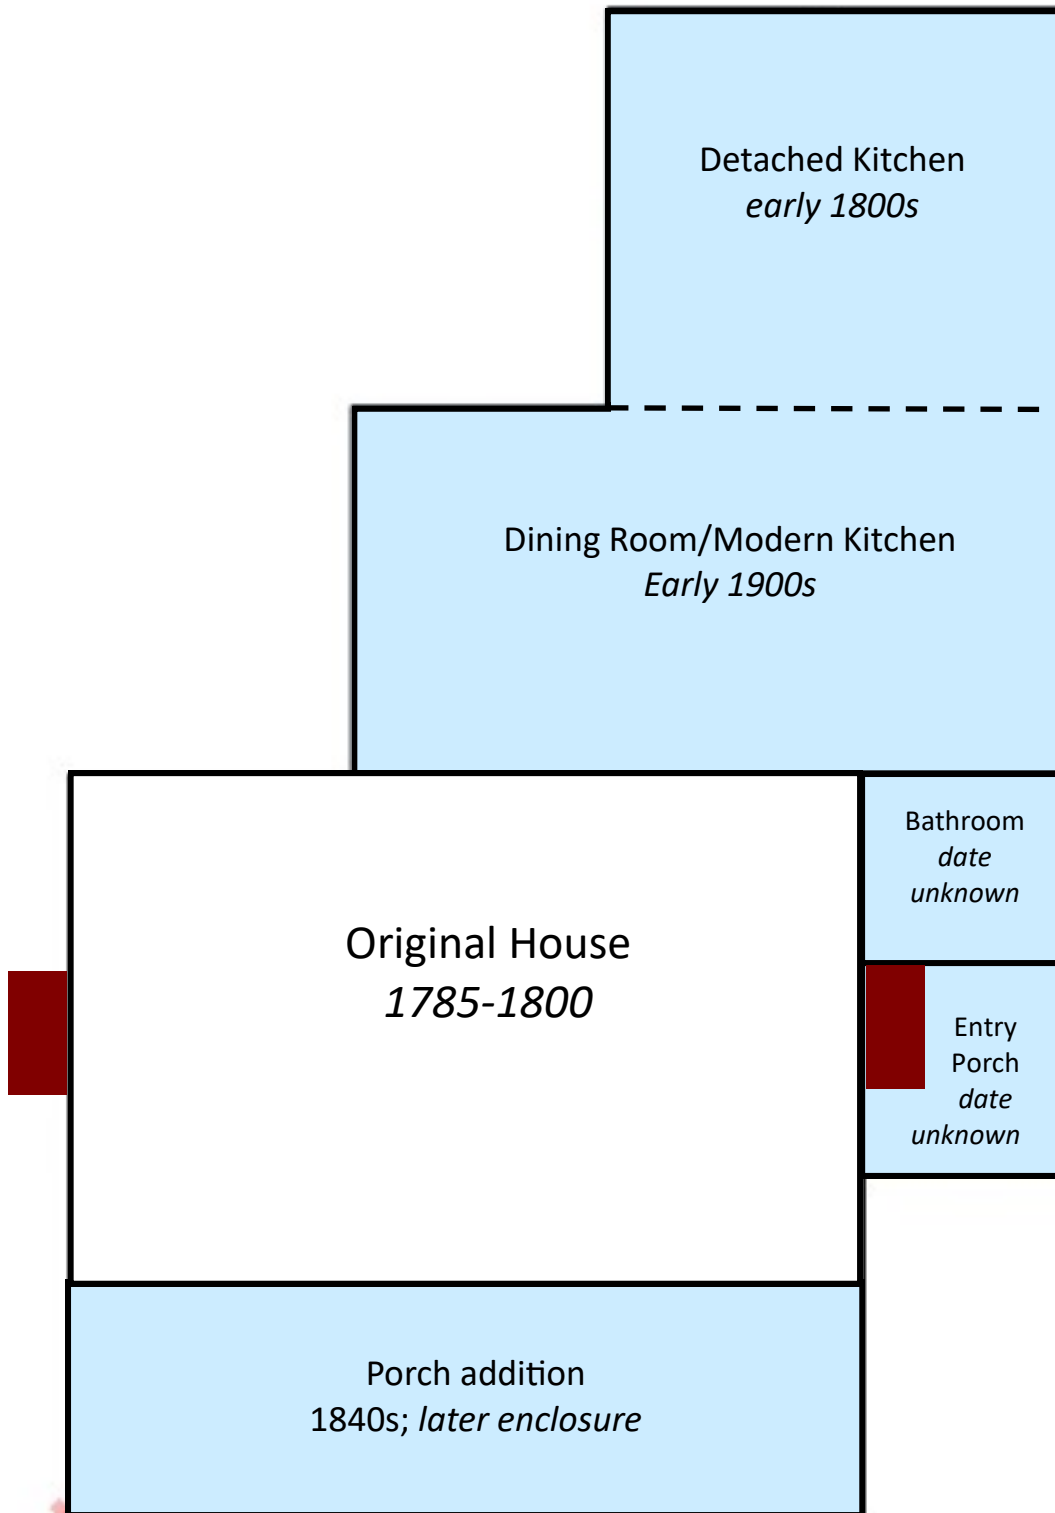 Detached Kitchen
early 1800s
Dining Room/Modern Kitchen
Early 1900s
Bathroom
date
unknown
Original House
1785-1800
Entry
Porch
date
unknown
Porch addition
1840s; later enclosure